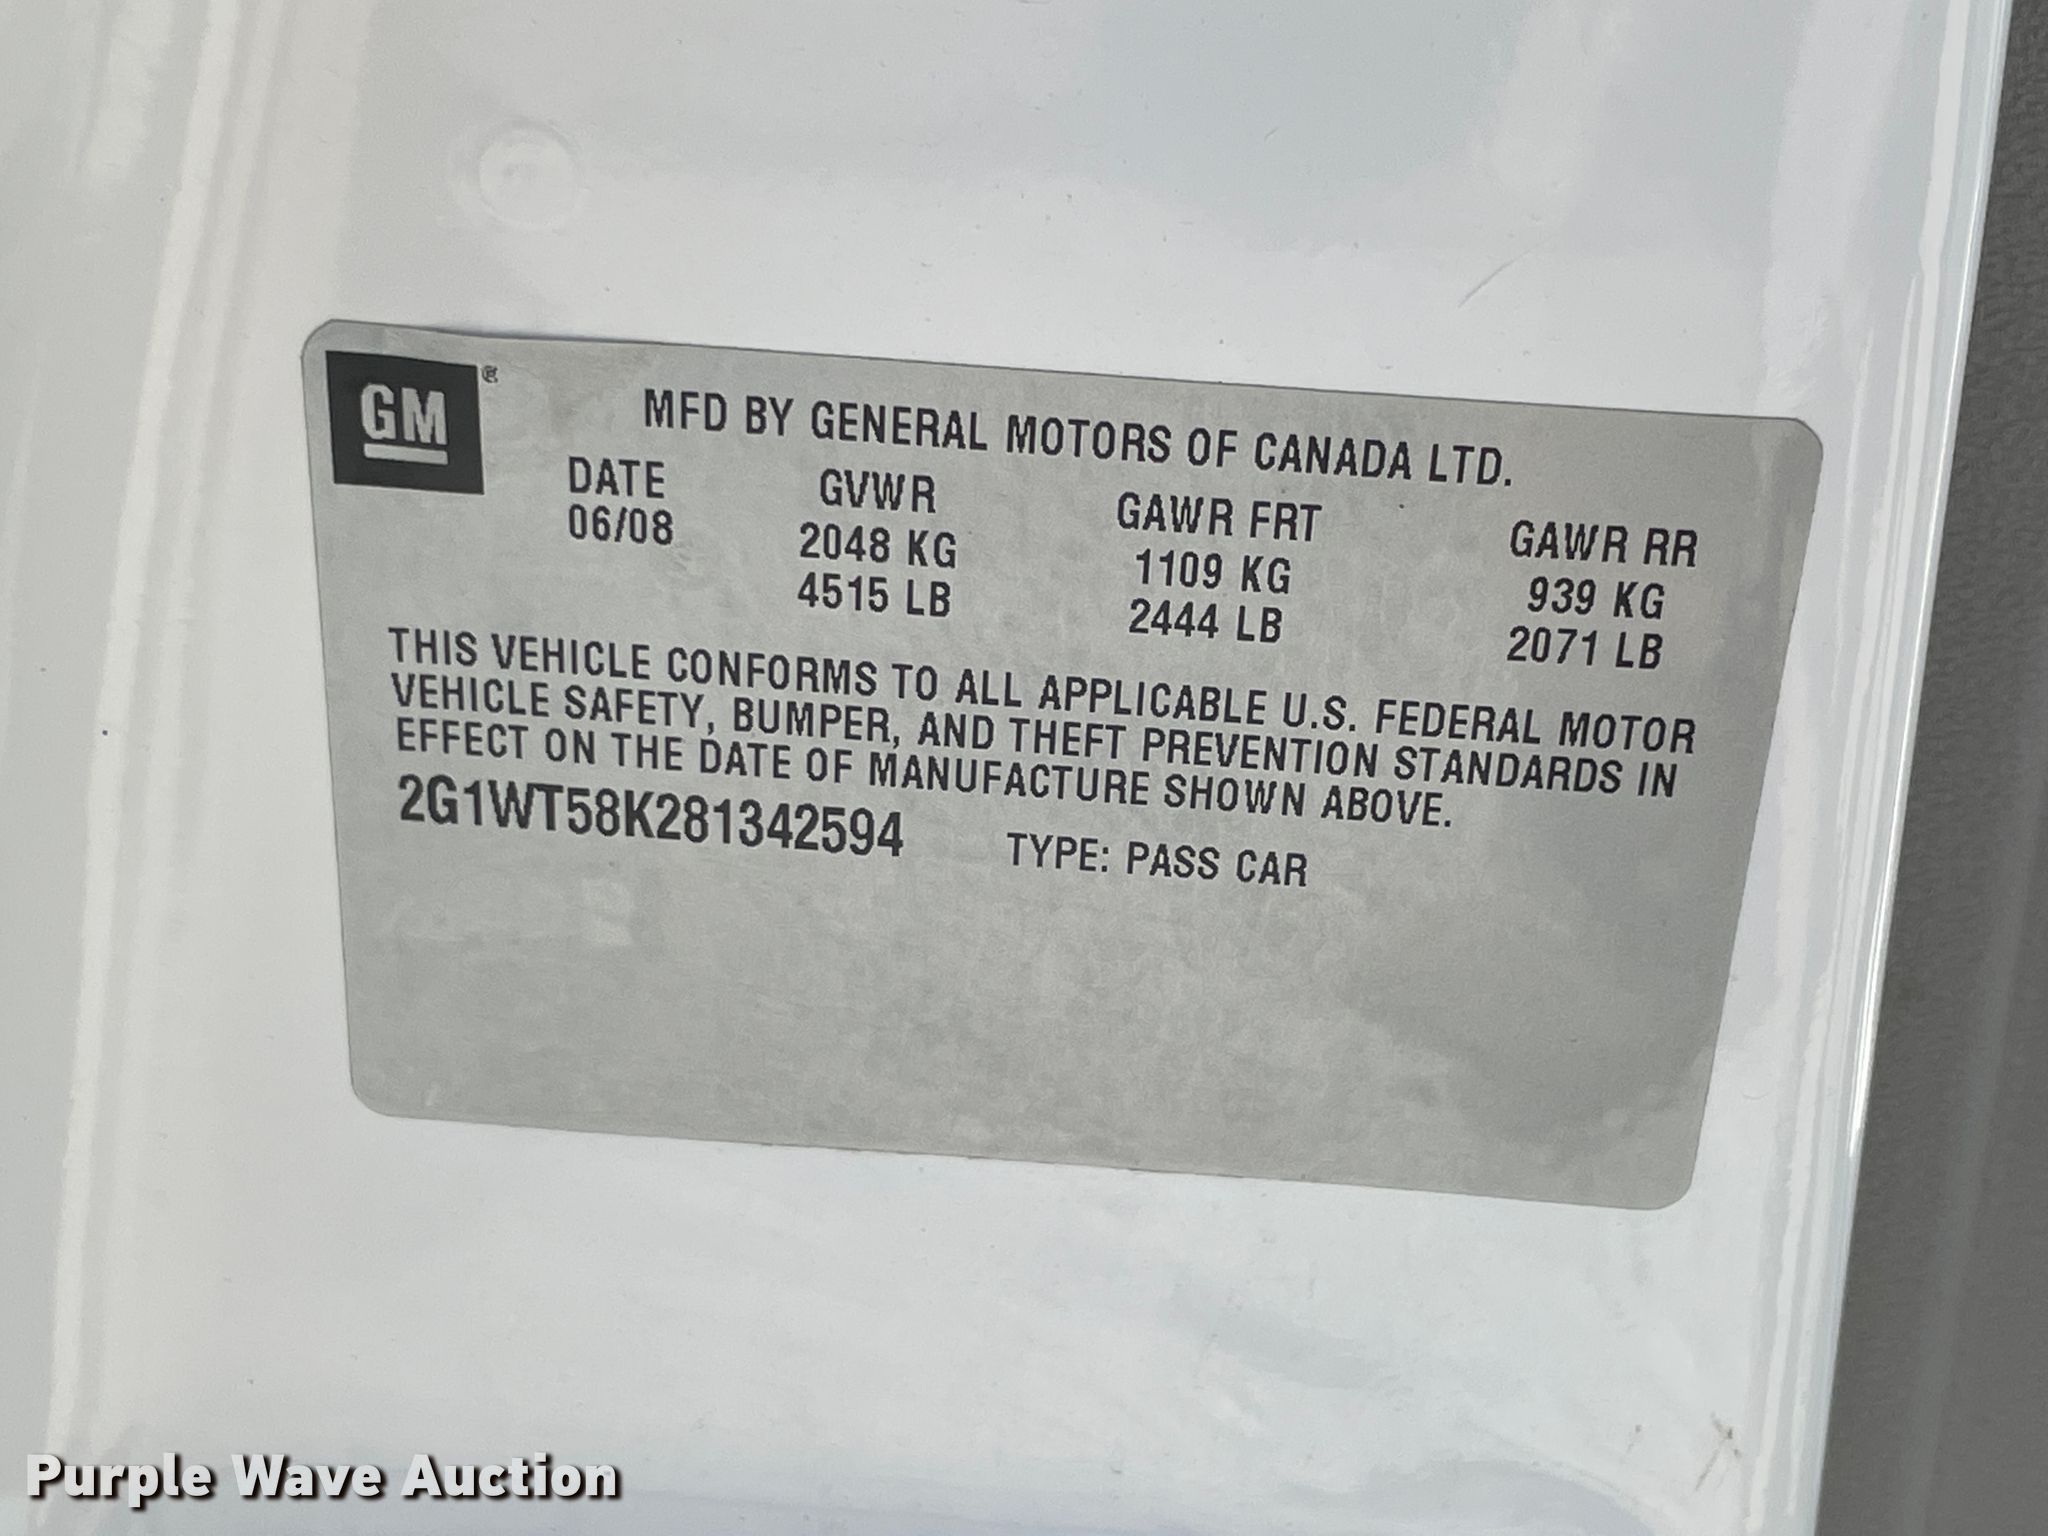 GM ®
MFD BY GENERAL MOTORS OF CANADA LTD.
DATE GVWR GAWR FRT GAWR RR
06/08 2048 KG 1109 KG 939 KG
4515 LB 2444 LB 2071 LB
THIS VEHICLE CONFORMS TO ALL APPLICABLE U.S. FEDERAL MOTOR
VEHICLE SAFETY, BUMPER, AND THEFT PREVENTION STANDARDS IN
EFFECT ON THE DATE OF MANUFACTURE SHOWN ABOVE.
2G1WT58K281342594 TYPE: PASS CAR
Purple Wave Auction